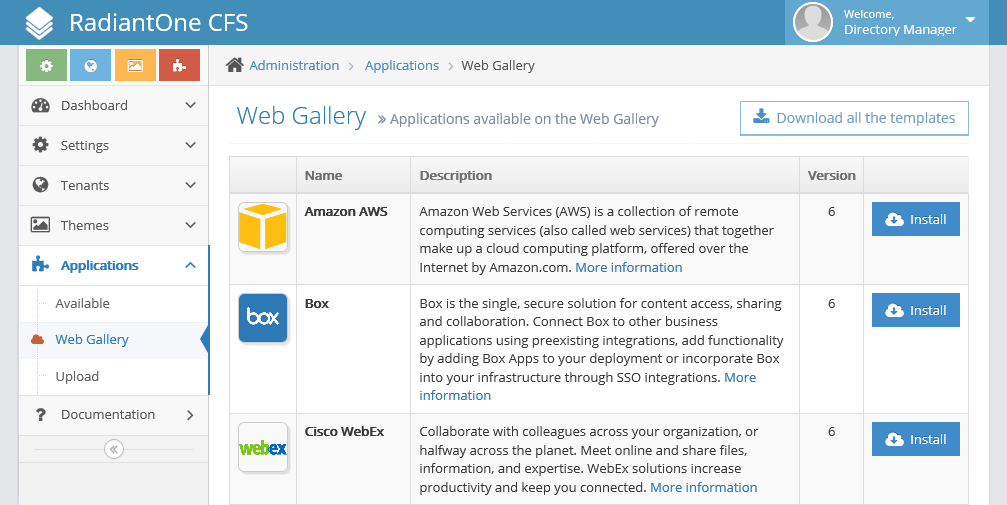 RadiantOne CFS
Welcome,
Directory Manager
Administration > Applications > Web Gallery
Dashboard
Settings
Tenants
Themes
Applications
Available
Web Gallery
Upload
Documentation
Web Gallery » Applications available on the Web Gallery
Download all the templates
Name Description Version
Amazon AWS
Amazon Web Services (AWS) is a collection of remote
computing services (also called web services) that together
make up a cloud computing platform, offered over the
Internet by Amazon.com. More information
6
Install
box
Box
Box is the single, secure solution for content access, sharing
and collaboration. Connect Box to other business
applications using preexisting integrations, add functionality
by adding Box Apps to your deployment or incorporate Box
into your infrastructure through SSO integrations. More
information
6
Install
webex
Cisco WebEx
Collaborate with colleagues across your organization, or
halfway across the planet. Meet online and share files,
information, and expertise. WebEx solutions increase
productivity and keep you connected. More information
6
Install